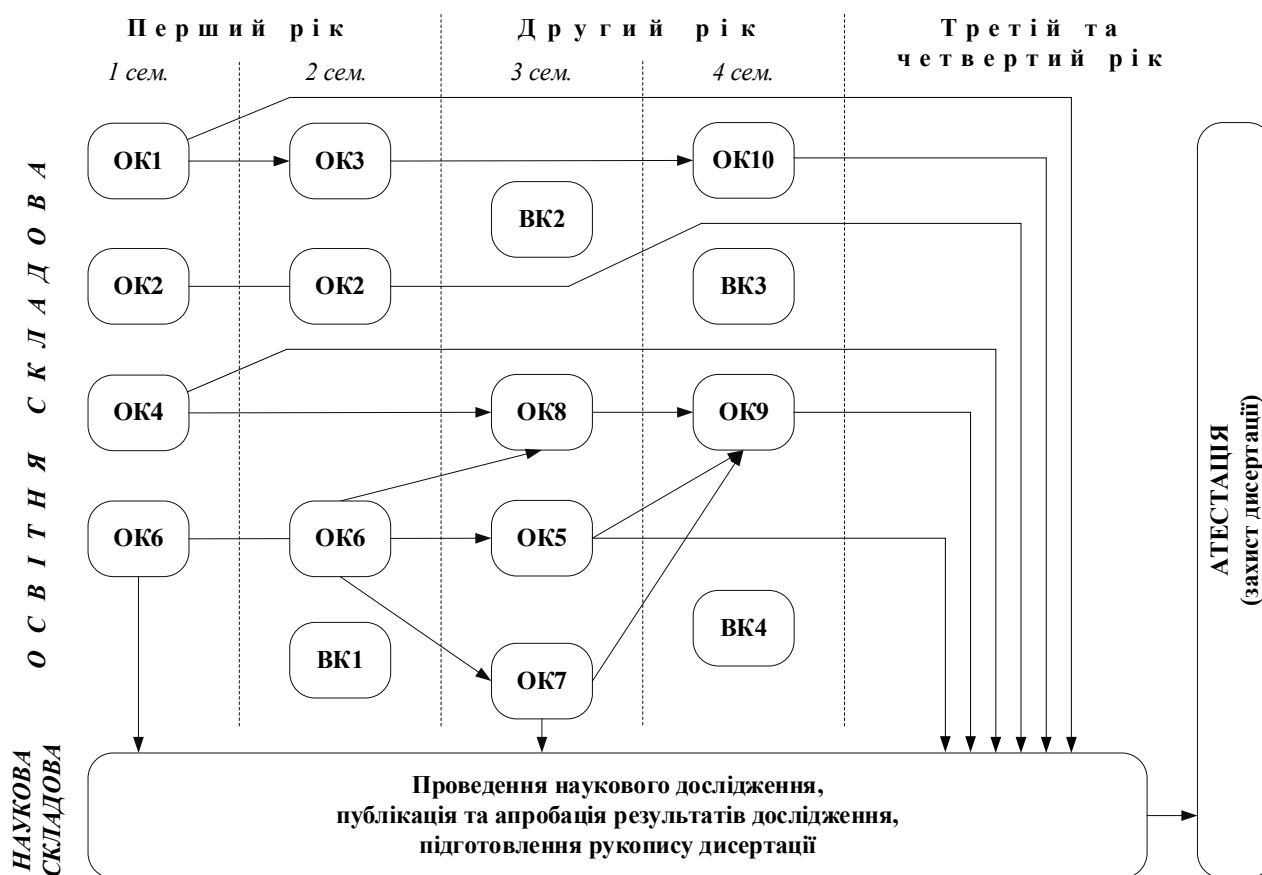 Перший рік
Другий рік
Третій та
четвертий рік
1 сем.
2 сем.
3 сем.
4 сем.
ОСВІТНЯ СКЛАДОВА
ОК1
ОК3
ОК10
ВК2
ОК2
ОК2
ВК3
ОК4
ОК8
ОК9
ОК6
ОК6
ОК5
ВК1
ВК4
ОК7
НАУКОВА
СКЛАДОВА
Проведення наукового дослідження,
публікація та апробація результатів дослідження,
підготовлення рукопису дисертації
АТЕСТАЦІЯ
(захист дисертації)